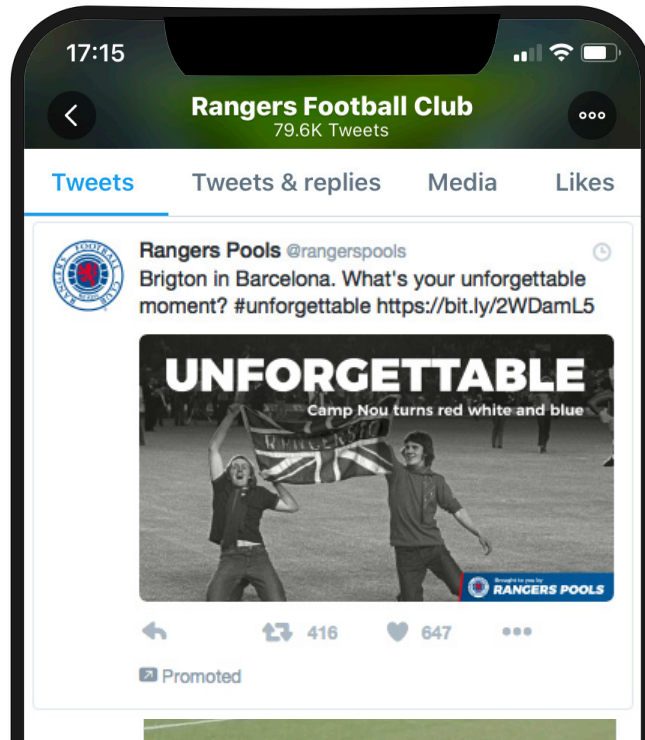 17:15
Rangers Football Club
79.6K Tweets
Tweets Tweets & replies Media Likes
Rangers Pools @rangerspools
Brigton in Barcelona. What's your unforgettable
moment? #unforgettable https://bit.ly/2WDamL5
UNFORGETTABLE
Camp Nou turns red white and blue
RANGERS
Brought to you by
RANGERS POOLS
416 647
Promoted